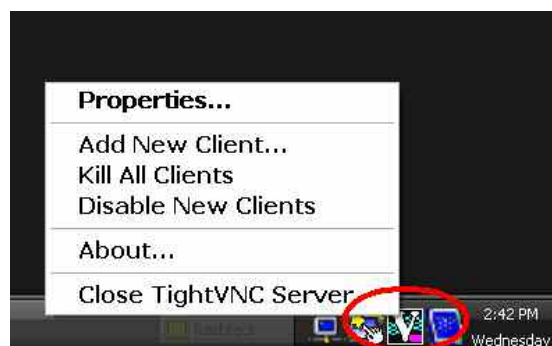 Properties...
Add New Client...
Kill All Clients
Disable New Clients
About...
Close TightVNC Server
2:42 PM
Wednesday